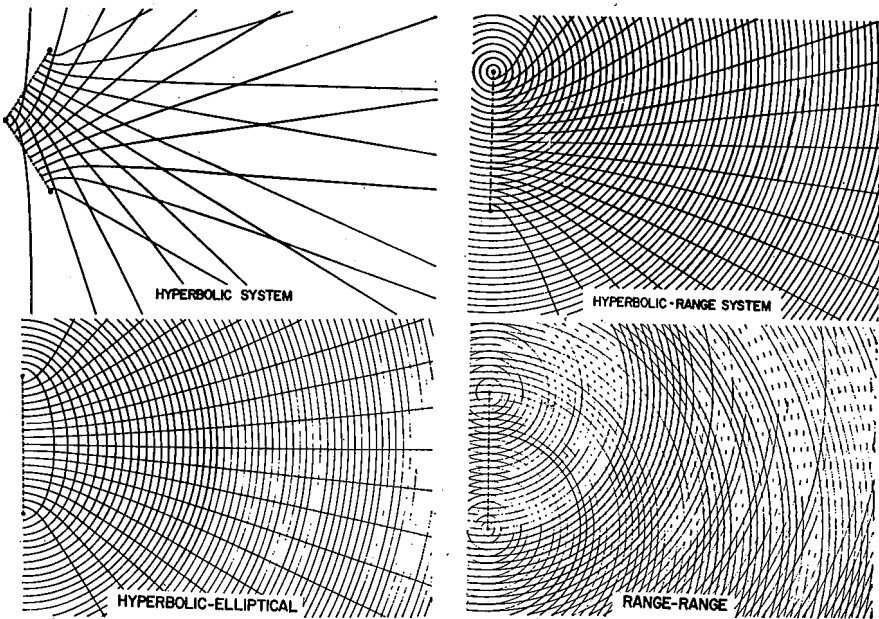 HYPERBOLIC SYSTEM
HYPERBOLIC-RANGE SYSTEM
HYPERBOLIC-ELLIPTICAL
RANGE-RANGE